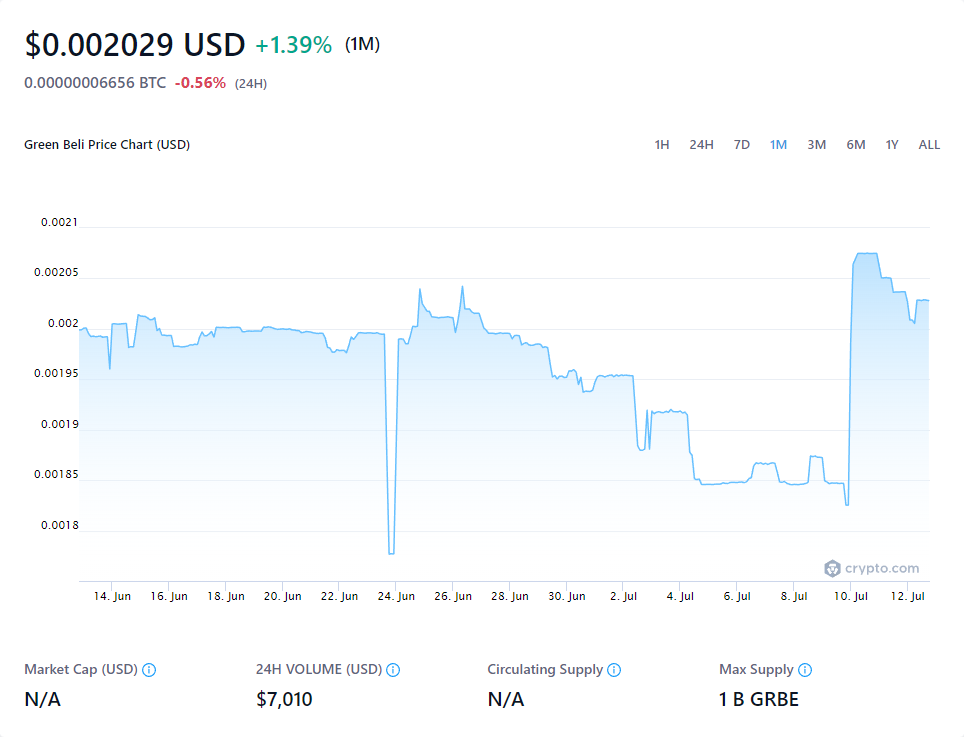 $0.002029 USD +1.39% (1M)
0.00000006656 BTC -0.56% (24H)
Green Beli Price Chart (USD)
1H 24H 7D 1M 3M 6M 1Y ALL
0.0021
0.00205
0.002
0.00195
0.0019
0.00185
0.0018
crypto.com
14. Jun 16. Jun 18. Jun 20. Jun 22. Jun 24. Jun 26. Jun 28. Jun 30. Jun 2. Jul 4. Jul 6. Jul 8. Jul 10. Jul 12. Jul
Market Cap (USD) 24H VOLUME (USD) Circulating Supply Max Supply
N/A $7,010 N/A 1 B GRBE